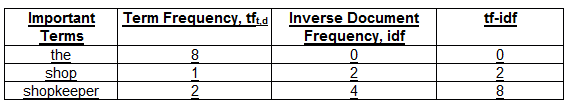 Important Terms Term Frequency, tft,d Inverse Document Frequency, idf tf-idf
the 8 0 0
shop 1 2 2
shopkeeper 2 4 8